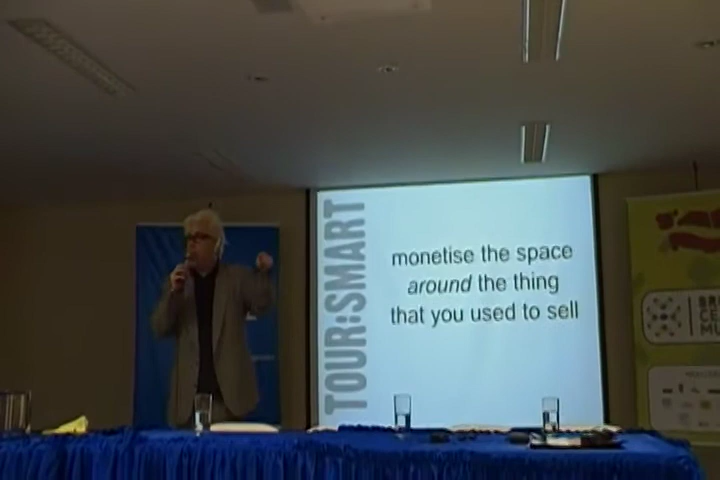 TOUR:SMART
monetise the space
around the thing
that you used to sell